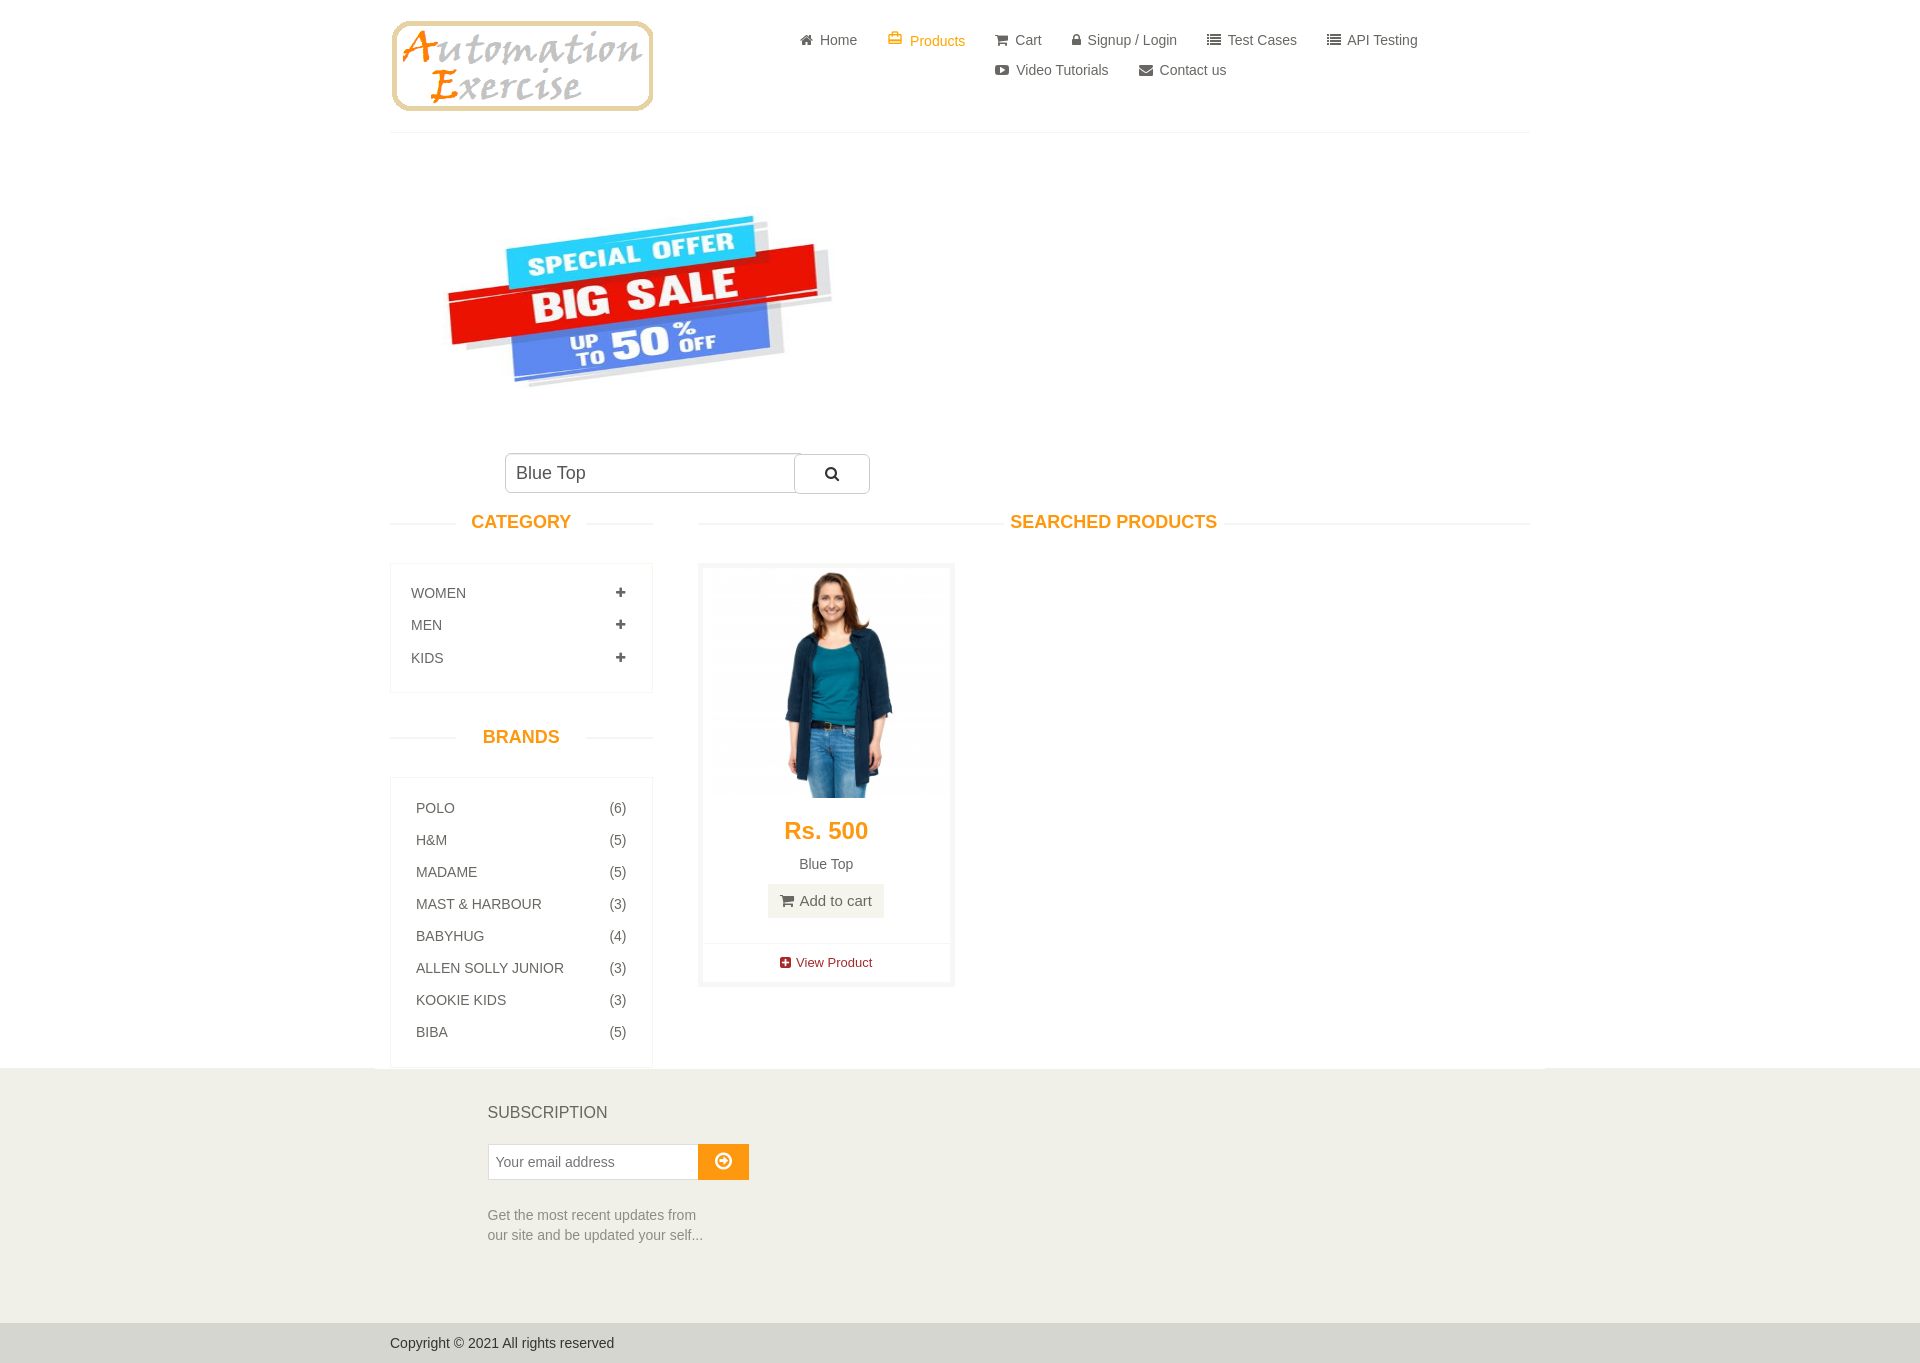 Automation
Exercise
Home
Products
Cart
Signup / Login
Test Cases
API Testing
Video Tutorials
Contact us
SPECIAL OFFER
BIG SALE
UP TO 50 % OFF
Blue Top
CATEGORY
WOMEN
MEN
KIDS
BRANDS
POLO (6)
H&M (5)
MADAME (5)
MAST & HARBOUR (3)
BABYHUG (4)
ALLEN SOLLY JUNIOR (3)
KOOKIE KIDS (3)
BIBA (5)
SEARCHED PRODUCTS
Rs. 500
Blue Top
Add to cart
View Product
SUBSCRIPTION
Your email address
Get the most recent updates from
our site and be updated your self...
Copyright © 2021 All rights reserved